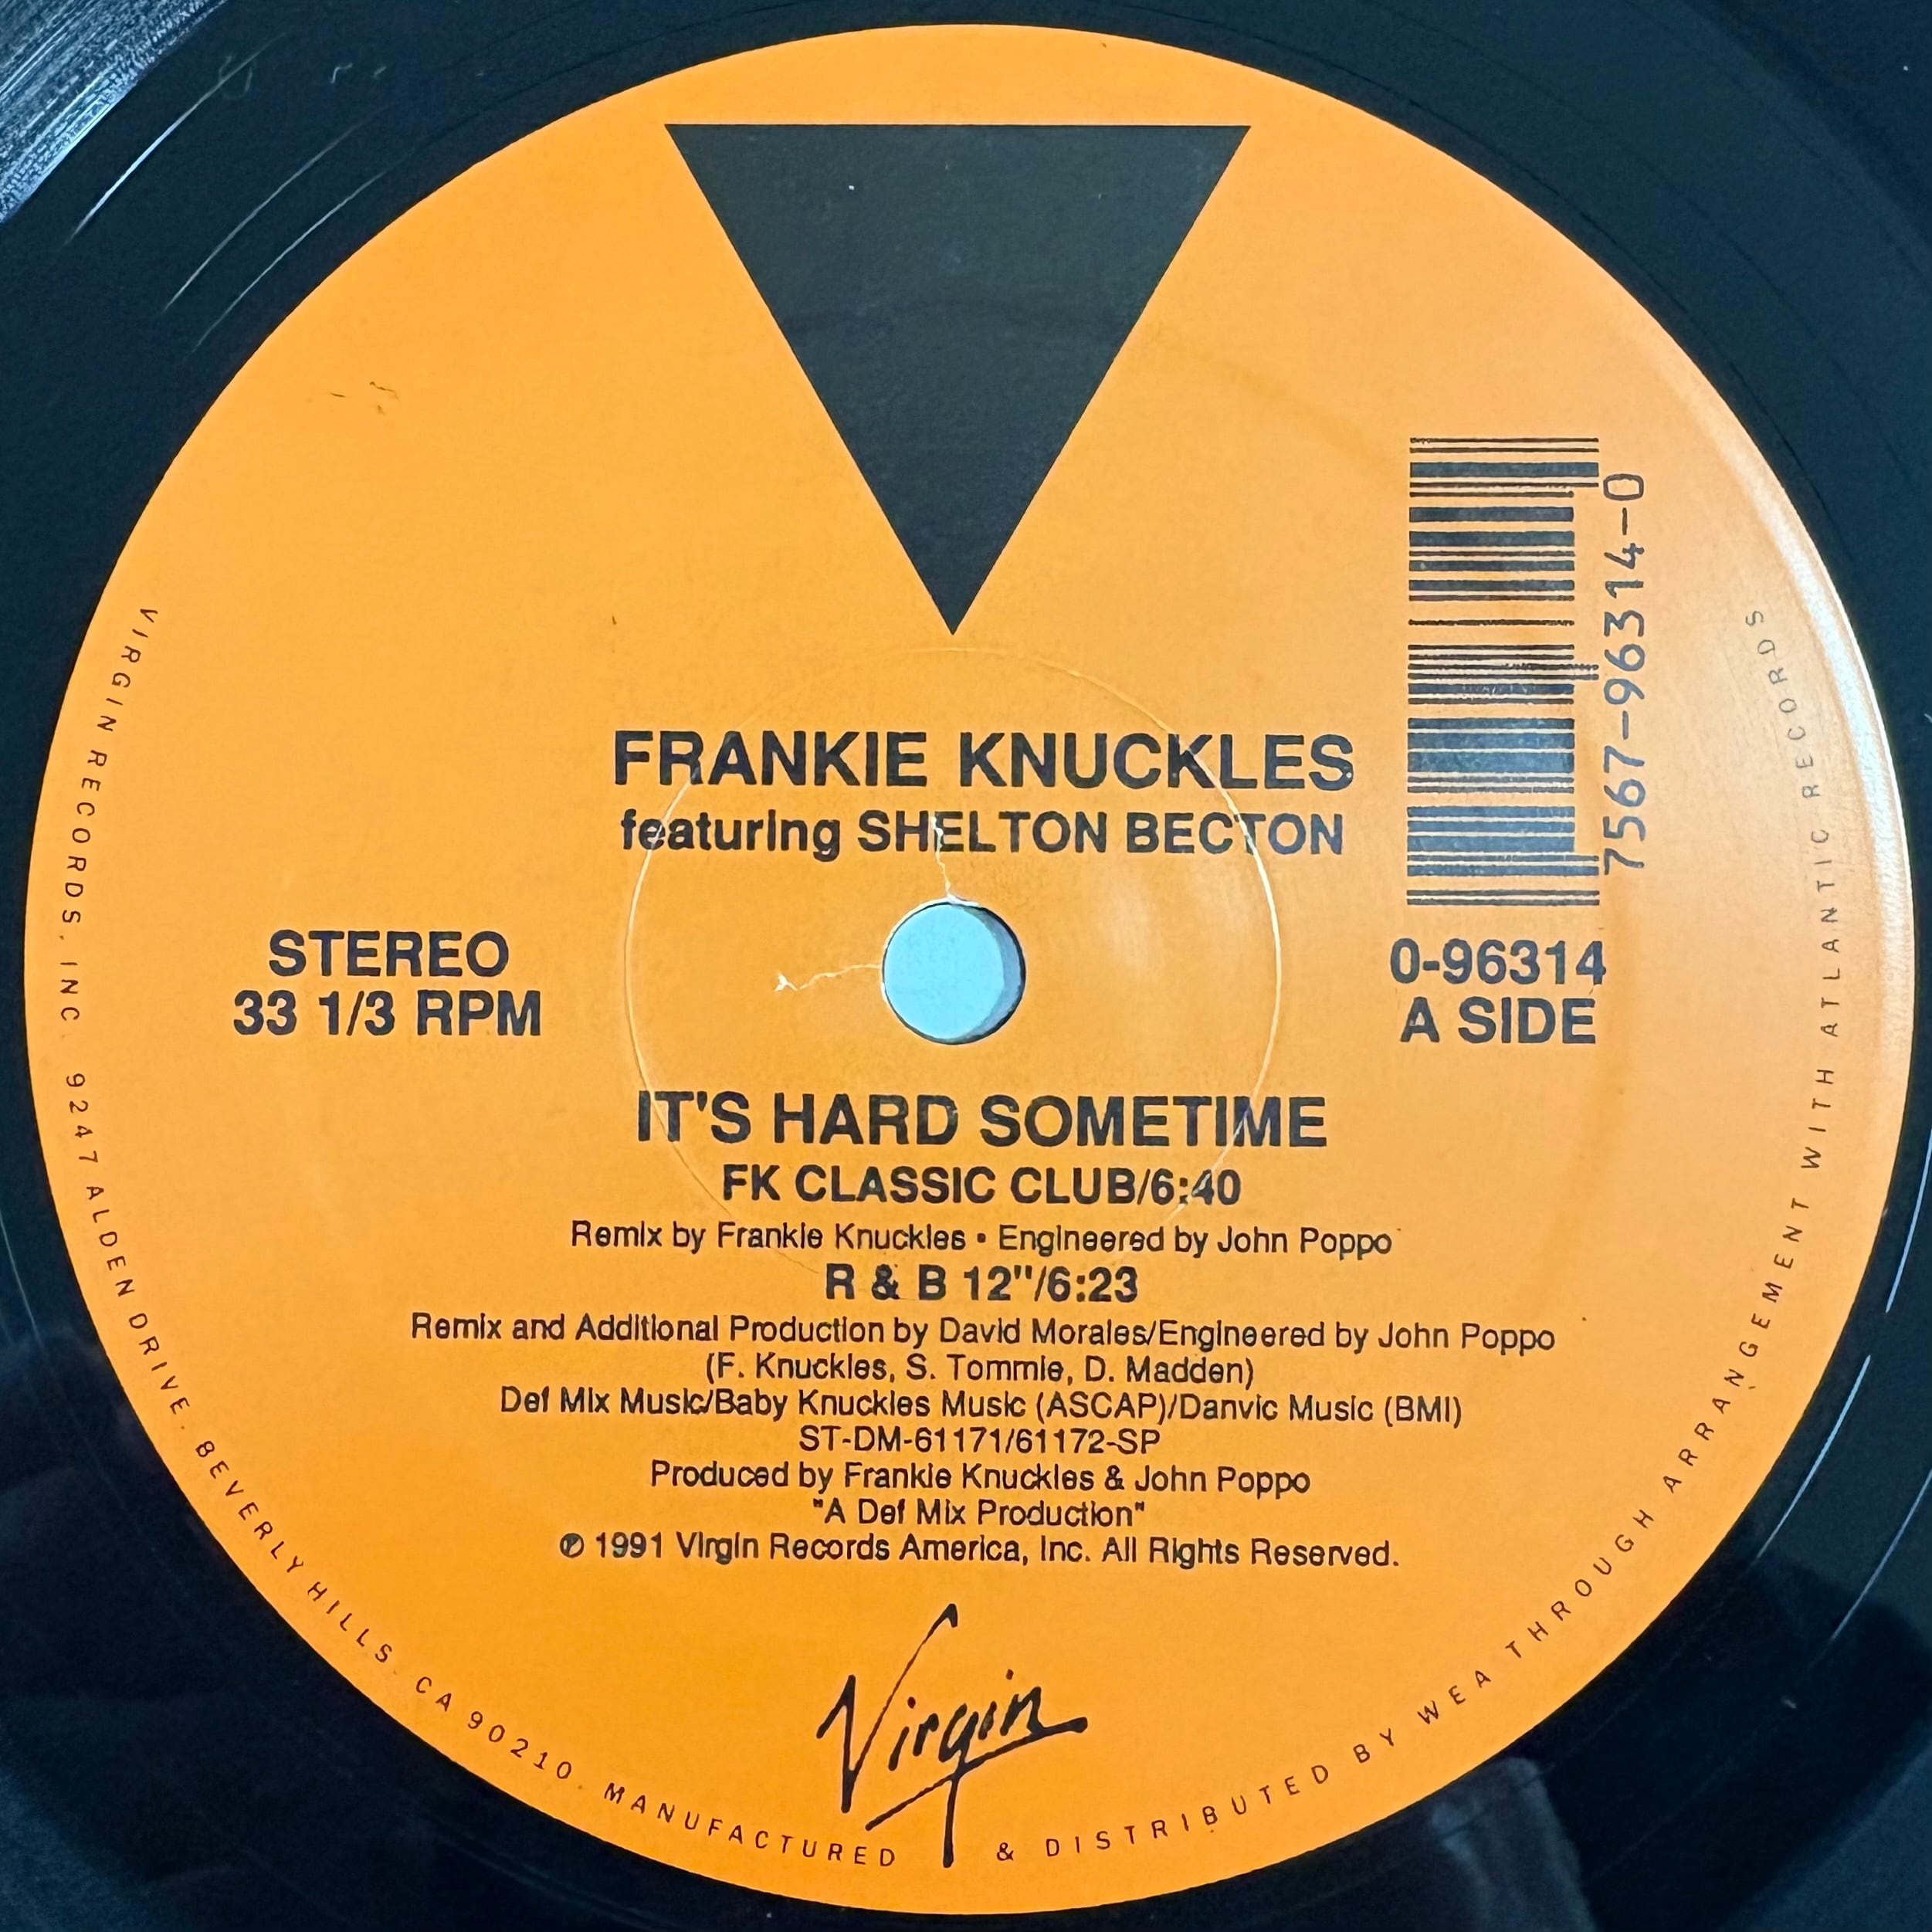 FRANKIE KNUCKLES
featuring SHELTON BECTON
7567-96314-0
STEREO
33 1/3 RPM
0-96314
A SIDE
IT'S HARD SOMETIME
FK CLASSIC CLUB/6:40
Remix by Frankie Knuckles • Engineered by John Poppo
R & B 12"/6:23
Remix and Additional Production by David Morales/Engineered by John Poppo
(F. Knuckles, S. Tommie, D. Madden)
Def Mix Music/Baby Knuckles Music (ASCAP)/Danvic Music (BMI)
ST-DM-61171/61172-SP
Produced by Frankie Knuckles & John Poppo
"A Def Mix Production"
℗ 1991 Virgin Records America, Inc. All Rights Reserved.
Virgin
VIRGIN RECORDS, INC. 9247 ALDEN DRIVE, BEVERLY HILLS, CA 90210. MANUFACTURED & DISTRIBUTED BY WEA THROUGH ARRANGEMENT WITH ATLANTIC RECORDS